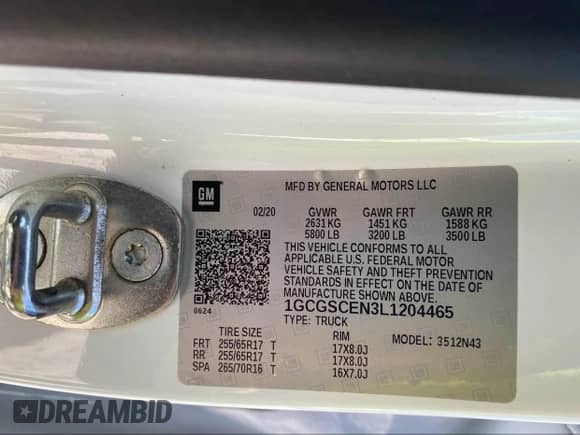 GM
MFD BY GENERAL MOTORS LLC
02/20 GVWR GAWR FRT GAWR RR
2631 KG 1451 KG 1588 KG
5800 LB 3200 LB 3500 LB
THIS VEHICLE CONFORMS TO ALL
APPLICABLE U.S. FEDERAL MOTOR
VEHICLE SAFETY AND THEFT PREVENTION
STANDARDS IN EFFECT ON THE DATE OF
MANUFACTURE SHOWN ABOVE.
8624 1GCGSCEN3L1204465
TYPE: TRUCK
TIRE SIZE RIM MODEL: 3512N43
FRT 255/65R17 T 17X8.0J
RR 255/65R17 T 17X8.0J
SPA 265/70R16 T 16X7.0J
DREAMBID